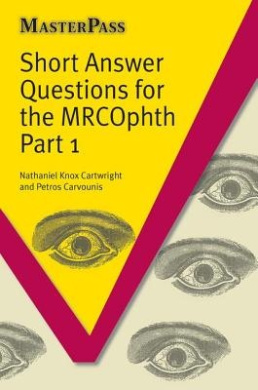 MASTERPASS
Short Answer
Questions for
the MRCOphth
Part 1
Nathaniel Knox Cartwright
and Petros Carvounis